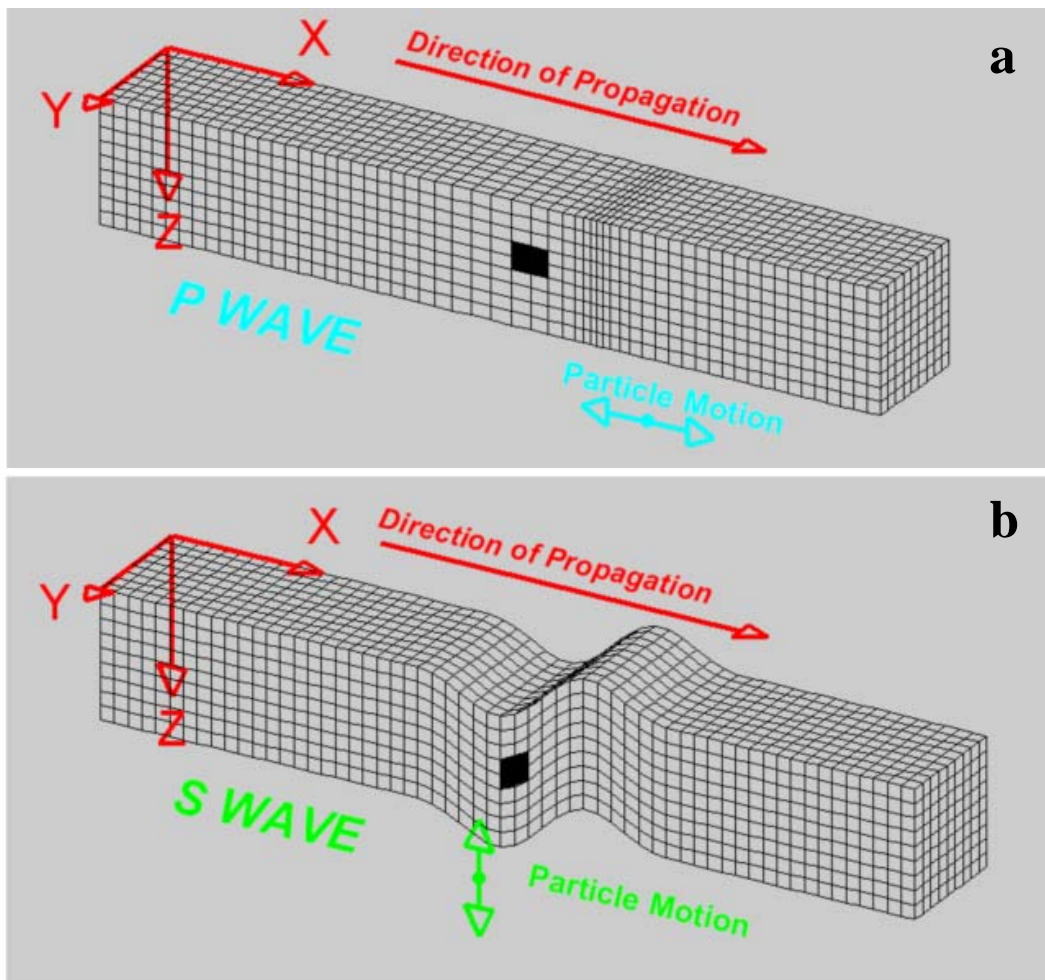 a
X
Direction of Propagation
Y
Z
P WAVE
Particle Motion
b
X
Direction of Propagation
Y
Z
S WAVE
Particle Motion